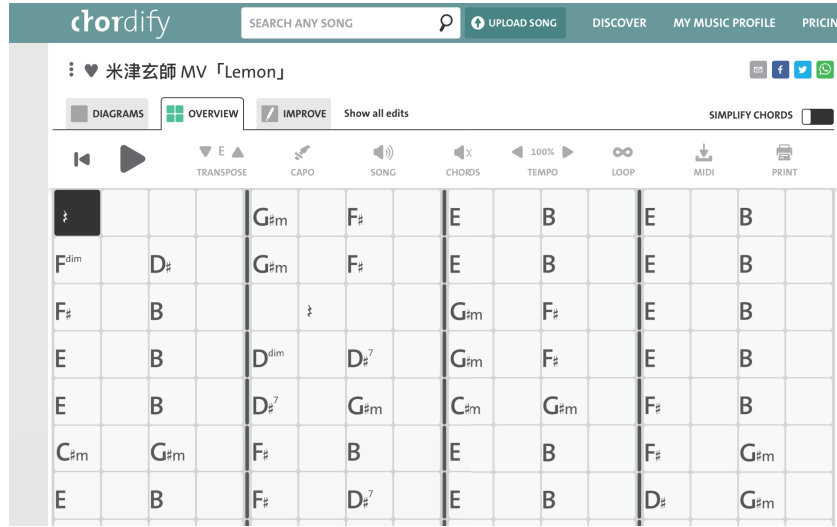 chordify SEARCH ANY SONG UPLOAD SONG DISCOVER MY MUSIC PROFILE PRICIN
米津玄師 MV「Lemon」
DIAGRAMS OVERVIEW IMPROVE Show all edits SIMPLIFY CHORDS
E 100%
TRANSPOSE CAPO SONG CHORDS TEMPO LOOP MIDI PRINT
G♯m F♯ E B E B
Fdim D♯ G♯m F♯ E B E B
F♯ B G♯m F♯ E B
E B Ddim D♯7 G♯m F♯ E B
E B D♯7 G♯m C♯m G♯m F♯ B
C♯m G♯m F♯ B E B F♯ G♯m
E B F♯ D♯7 E B D♯ G♯m